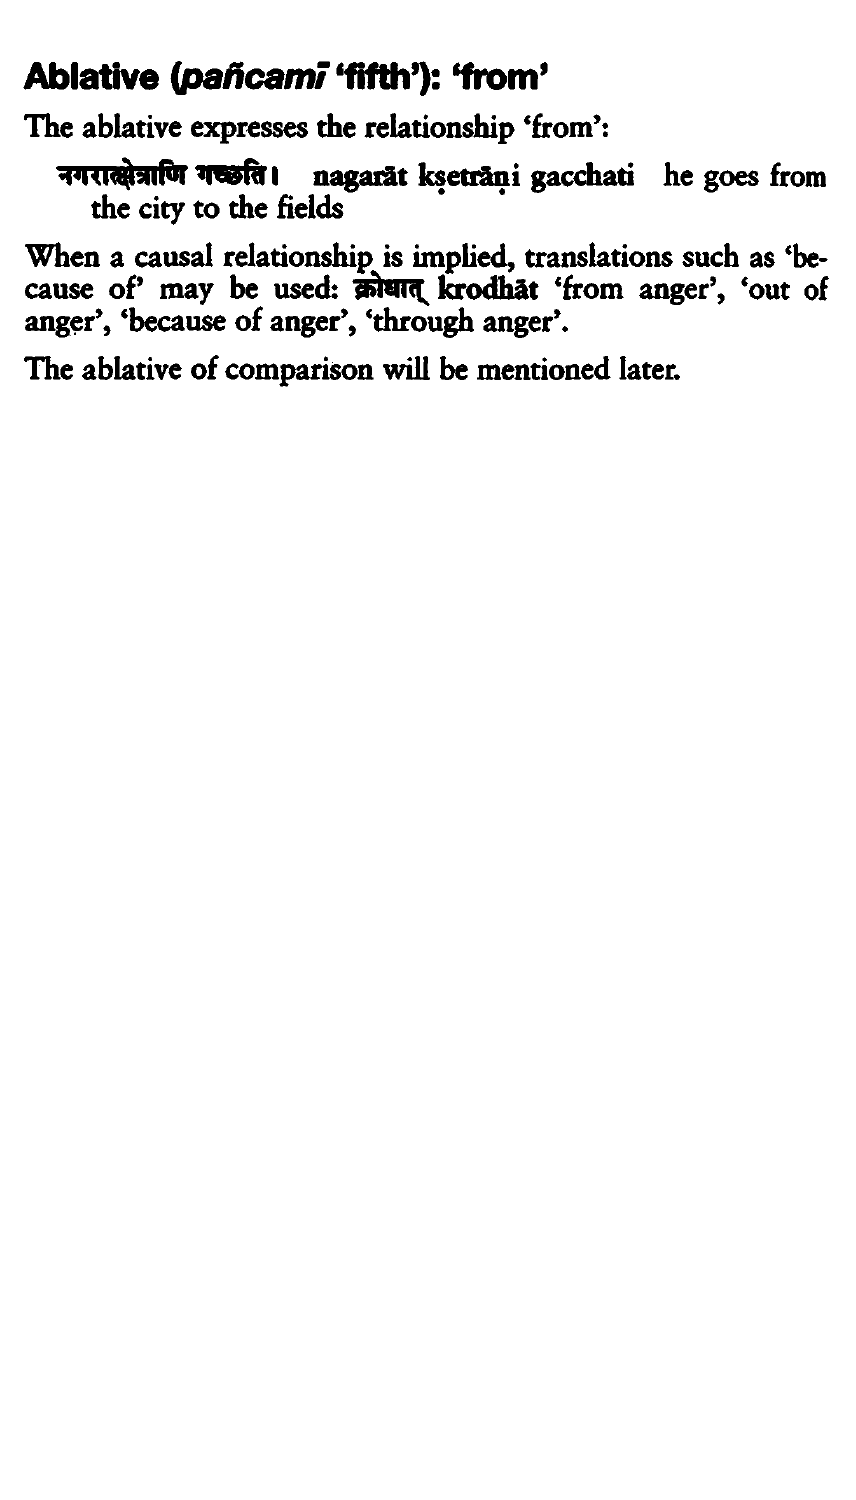 Ablative (pañcamī ‘fifth’): ‘from’
The ablative expresses the relationship ‘from’:
नगरात्क्षेत्राणि गच्छति। nagarāt kṣetrāṇi gacchati he goes from
the city to the fields
When a causal relationship is implied, translations such as ‘be-
cause of’ may be used: क्रोधात् krodhāt ‘from anger’, ‘out of
anger’, ‘because of anger’, ‘through anger’.
The ablative of comparison will be mentioned later.